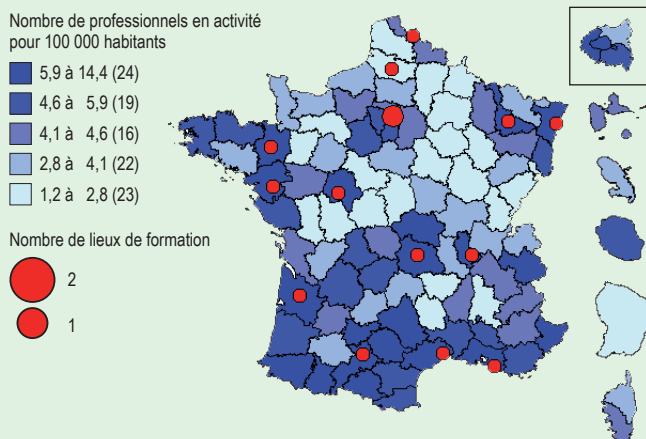 Nombre de professionnels en activité
pour 100 000 habitants
5,9 à 14,4 (24)
4,6 à 5,9 (19)
4,1 à 4,6 (16)
2,8 à 4,1 (22)
1,2 à 2,8 (23)
Nombre de lieux de formation
2
1